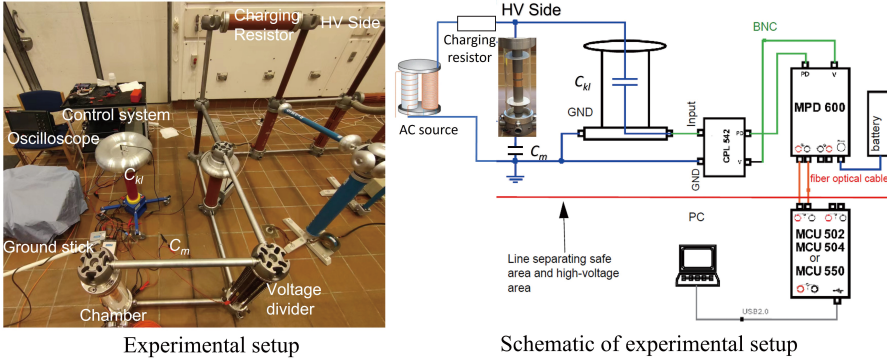 Charging
Resistor
HV Side
Control system
Oscilloscope
Ckl
Ground stick
Cm
Voltage
divider
Chamber
Experimental setup
HV Side
Charging
resistor
AC source
Ckl
GND
Cm
Input
GND
CPL 542
PD
V
BNC
PD
V
MPD 600
battery
fiber optical cable
PC
MCU 502
MCU 504
or
MCU 550
USB2.0
Line separating safe
area and high-voltage
area
Schematic of experimental setup